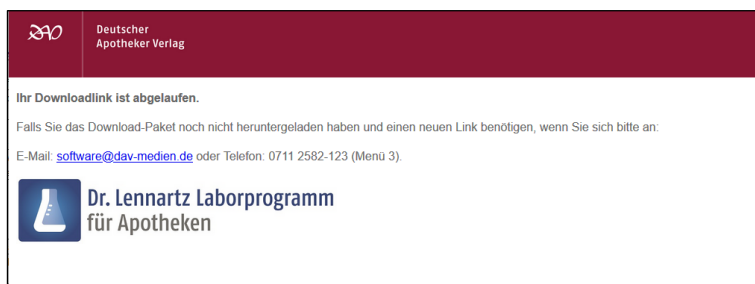 DAV
Deutscher
Apotheker Verlag
Ihr Downloadlink ist abgelaufen.
Falls Sie das Download-Paket noch nicht heruntergeladen haben und einen neuen Link benötigen, wenn Sie sich bitte an:
E-Mail: software@dav-medien.de oder Telefon: 0711 2582-123 (Menü 3).
Dr. Lennartz Laborprogramm
für Apotheken